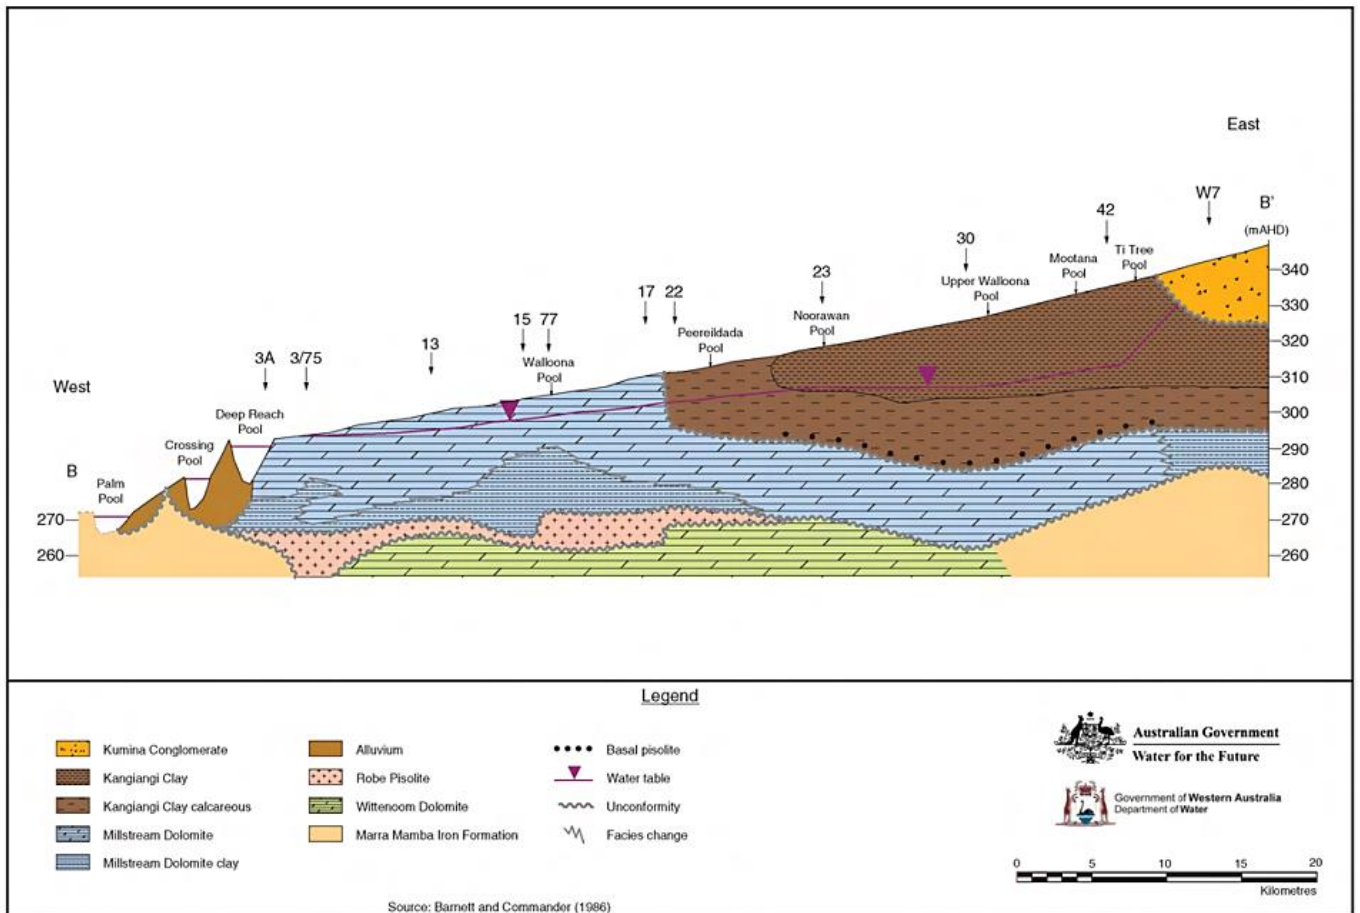 East
W7
B'
(mAHD)
42
30
Ti Tree
Pool
Mootana
Pool
Upper Walloona
Pool
23
Noorawan
Pool
17
22
Peereildada
Pool
15
77
Walloona
Pool
13
3A
3/75
West
Deep Reach
Pool
Crossing
Pool
B
Palm
Pool
270
260
340
330
320
310
300
290
280
270
260
Legend
Kumina Conglomerate
Kangiangi Clay
Kangiangi Clay calcareous
Millstream Dolomite
Millstream Dolomite clay
Alluvium
Robe Pisolite
Wittenoom Dolomite
Marra Mamba Iron Formation
Basal pisolite
Water table
Unconformity
Facies change
Australian Government
Water for the Future
Government of Western Australia
Department of Water
0 5 10 15 20
Kilometres
Source: Barnett and Commander (1986)